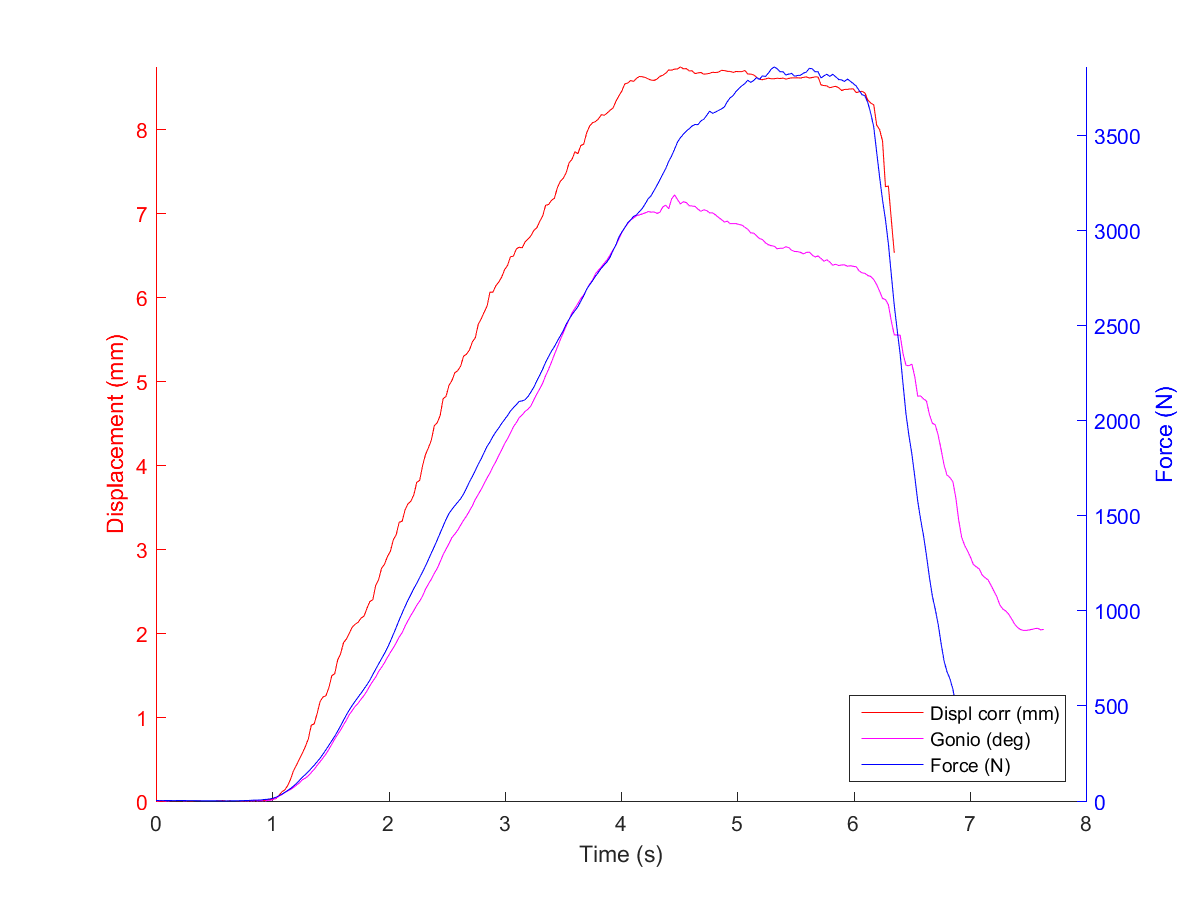 8
7
6
5
4
3
2
1
0
Displacement (mm)
3500
3000
2500
2000
1500
1000
500
0
Force (N)
Displ corr (mm)
Gonio (deg)
Force (N)
0 1 2 3 4 5 6 7 8
Time (s)